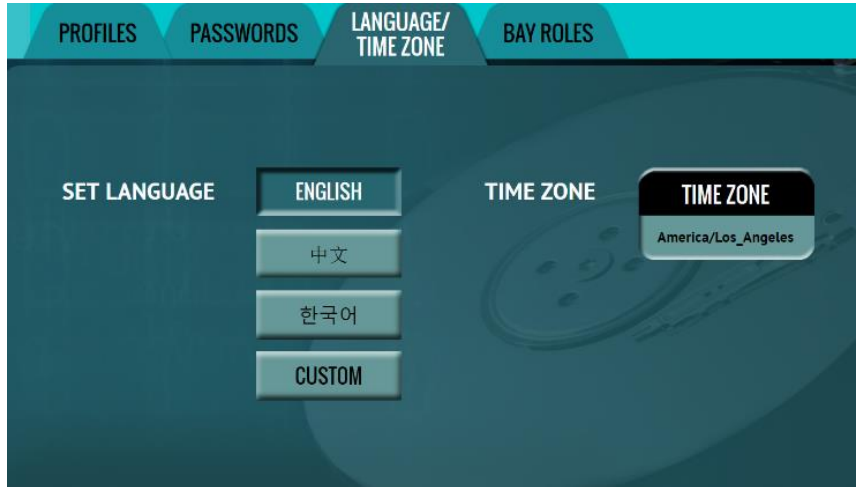 PROFILES
PASSWORDS
LANGUAGE/
TIME ZONE
BAY ROLES
SET LANGUAGE
ENGLISH
中文
한국어
CUSTOM
TIME ZONE
TIME ZONE
America/Los_Angeles